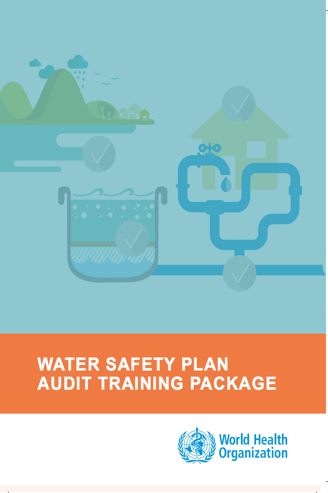 WATER SAFETY PLAN
AUDIT TRAINING PACKAGE
World Health
Organization